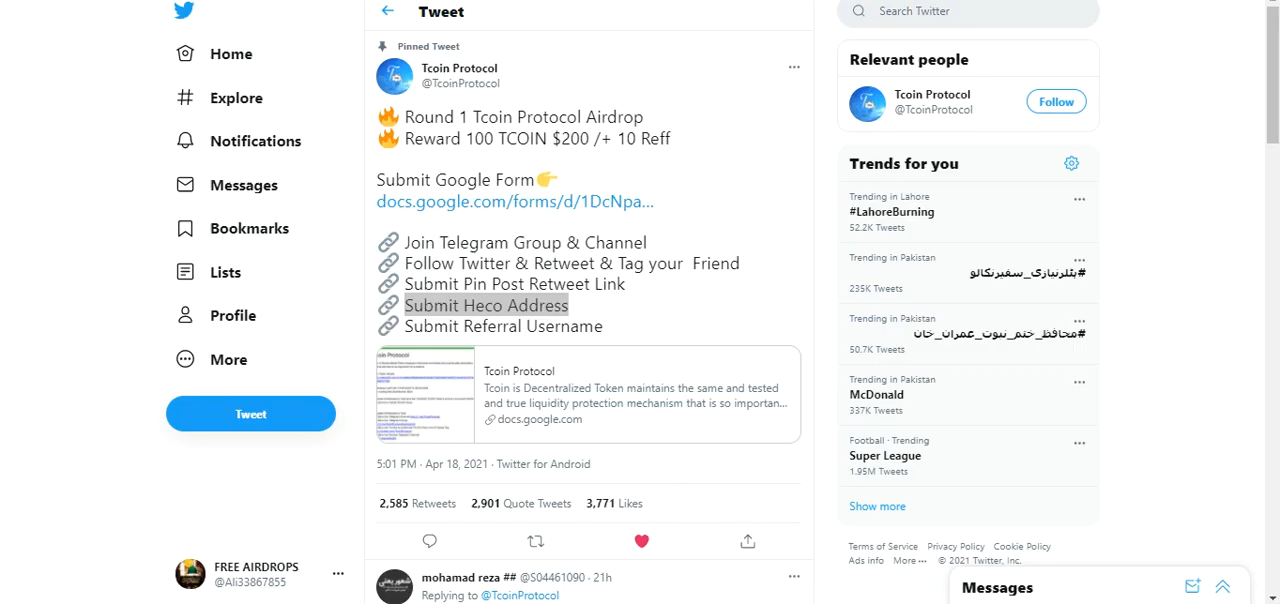 Home
Explore
Notifications
Messages
Bookmarks
Lists
Profile
More
Tweet
FREE AIRDROPS
@Ali33867855
Tweet
Pinned Tweet
Tcoin Protocol
@TcoinProtocol
🔥 Round 1 Tcoin Protocol Airdrop
🔥 Reward 100 TCOIN $200 /+ 10 Reff
Submit Google Form👉
docs.google.com/forms/d/1DcNpa...
🔗 Join Telegram Group & Channel
🔗 Follow Twitter & Retweet & Tag your Friend
🔗 Submit Pin Post Retweet Link
🔗 Submit Heco Address
🔗 Submit Referral Username
Tcoin Protocol
Tcoin is Decentralized Token maintains the same and tested
and true liquidity protection mechanism that is so importan...
docs.google.com
5:01 PM · Apr 18, 2021 · Twitter for Android
2,585 Retweets 2,901 Quote Tweets 3,771 Likes
mohamad reza ## @S04461090 · 21h
Replying to @TcoinProtocol
Search Twitter
Relevant people
Tcoin Protocol
@TcoinProtocol
Follow
Trends for you
Trending in Lahore
#LahoreBurning
52.2K Tweets
Trending in Pakistan
#ہٹلرنیازی_سفیرنکالو
235K Tweets
Trending in Pakistan
#محافظ_ختم_نبوت_عمران_خان
50.7K Tweets
Trending in Pakistan
McDonald
337K Tweets
Football · Trending
Super League
1.95M Tweets
Show more
Terms of Service Privacy Policy Cookie Policy
Ads info More ··· © 2021 Twitter, Inc.
Messages